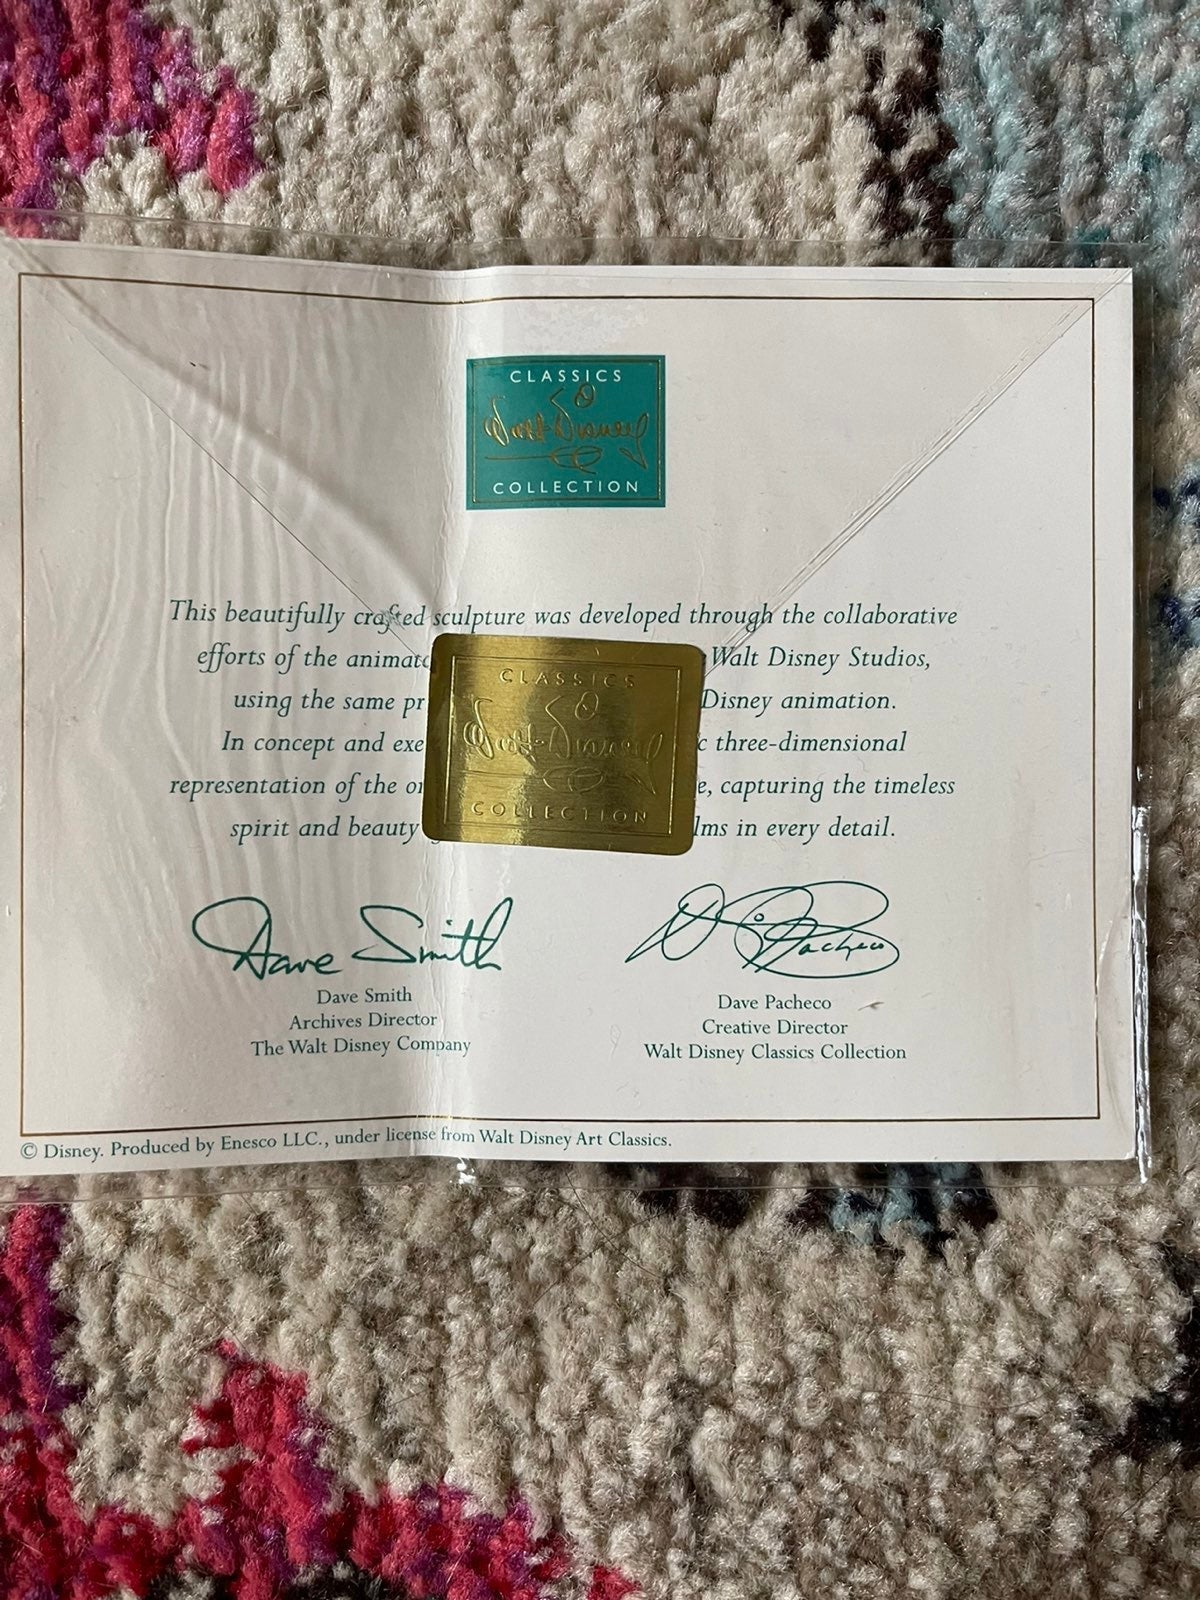 CLASSICS
Walt Disney
COLLECTION
This beautifully crafted sculpture was developed through the collaborative
efforts of the Walt Disney Studios,
using the same Disney animation.
In concept and three-dimensional
representation of the capturing the timeless
spirit and beauty in every detail.
CLASSICS
Walt Disney
COLLECTION
Dave Smith
Dave Smith
Archives Director
The Walt Disney Company
D Pacheco
Dave Pacheco
Creative Director
Walt Disney Classics Collection
© Disney. Produced by Enesco LLC., under license from Walt Disney Art Classics.